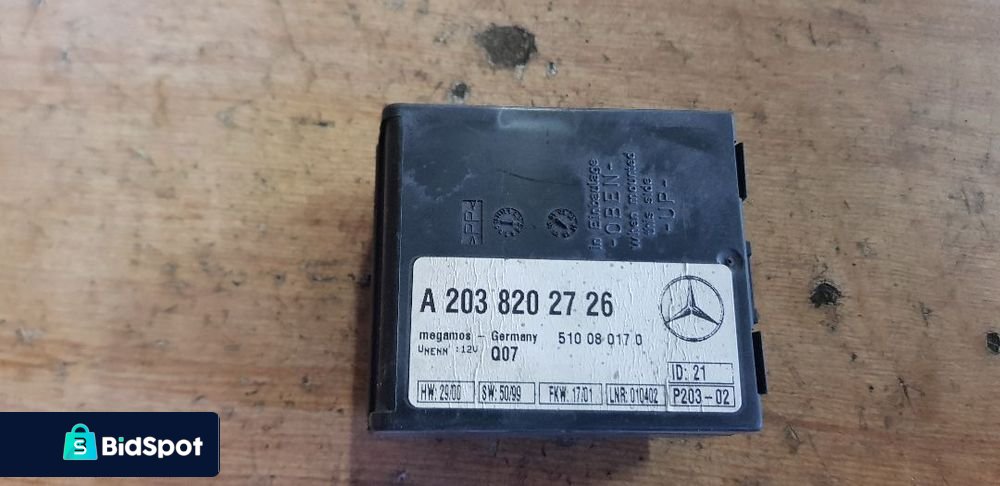 >PP<
in Einbaulage
-OBEN-
when mounted
this side
-UP-
A 203 820 27 26
megamos - Germany 510 08 017 0
UNENN :12V Q07
ID: 21
HW: 29/00 SW: 50/99 FKW: 17/01 LNR: 010402 P203-02
BidSpot